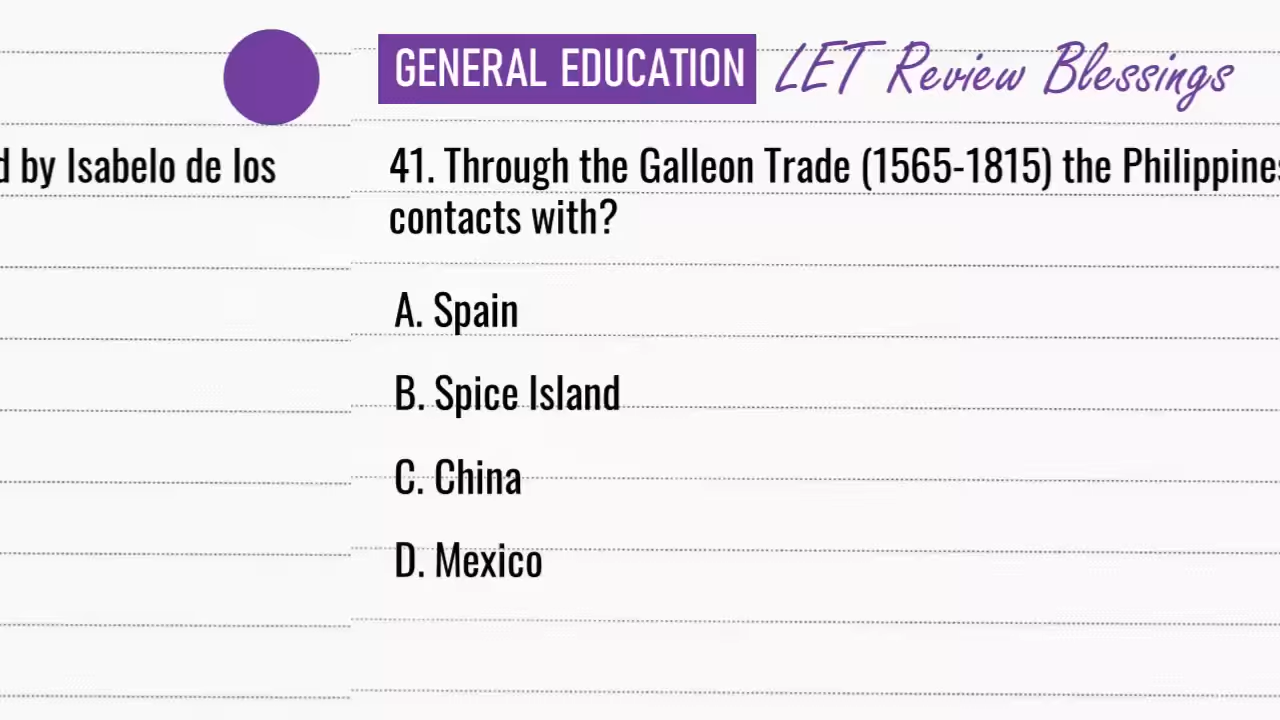 GENERAL EDUCATION LET Review Blessings
d by Isabelo de los
41. Through the Galleon Trade (1565-1815) the Philippines
contacts with?
A. Spain
B. Spice Island
C. China
D. Mexico